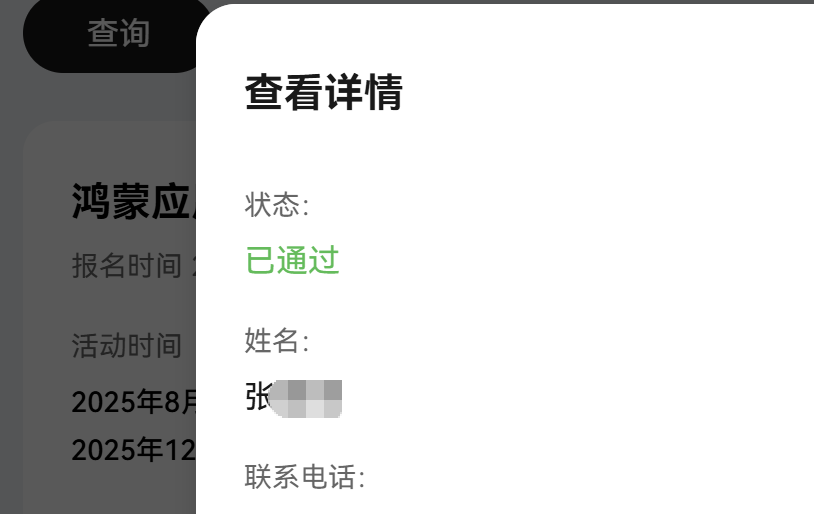 查询
鸿蒙应
报名时间 2
活动时间
2025年8月
2025年12
查看详情
状态:
已通过
姓名:
张
联系电话: